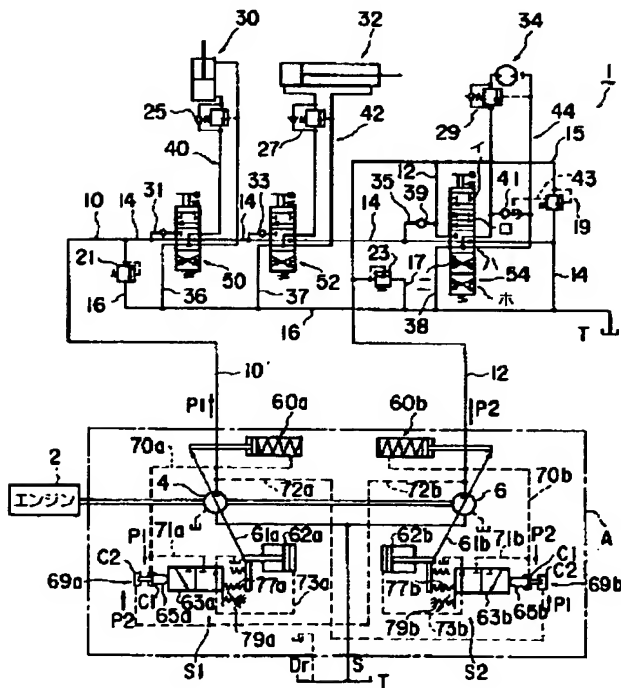 30
32
34
1
25
40
27
42
29
44
15
イ
12
10
14
31
14
33
14
35
39
41
43
19
ロ
21
23
17
ハ
14
16
36
50
37
52
ニ
54
ホ
38
16
T
10'
12
P1
P2
60a
60b
2
エンジン
70a
4
72a
72b
6
70b
A
61a
62a
62b
61b
P1
71a
71b
P2
69a
C2
C1
63a
65a
77a
73a
77b
63b
65b
C1
C2
69b
P2
79a
79b
73b
P1
S1
Dr
S
T
S2